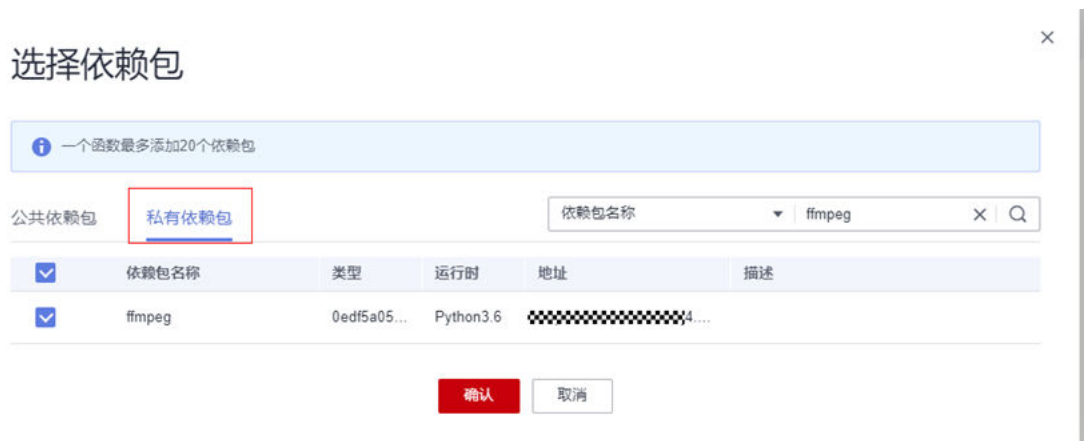 选择依赖包
一个函数最多添加20个依赖包
公共依赖包 私有依赖包 依赖包名称 ffmpeg
依赖包名称 类型 运行时 地址 描述
ffmpeg 0edf5a05... Python3.6 4....
确认 取消